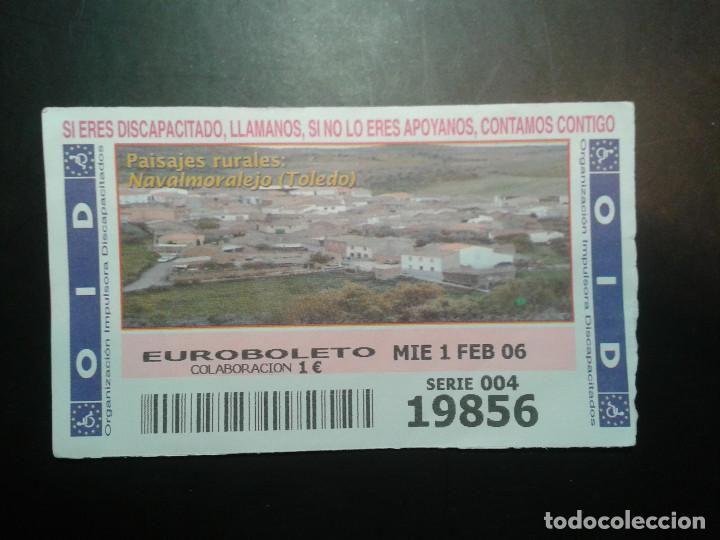 SI ERES DISCAPACITADO, LLAMANOS, SI NO LO ERES APOYANOS, CONTAMOS CONTIGO
Paisajes rurales:
Navalmoralejo (Toledo)
OID
Organización Impulsora Discapacitados
OID
Organización Impulsora Discapacitados
EUROBOLETO
COLABORACION 1 €
MIE 1 FEB 06
SERIE 004
19856
todocoleccion.net